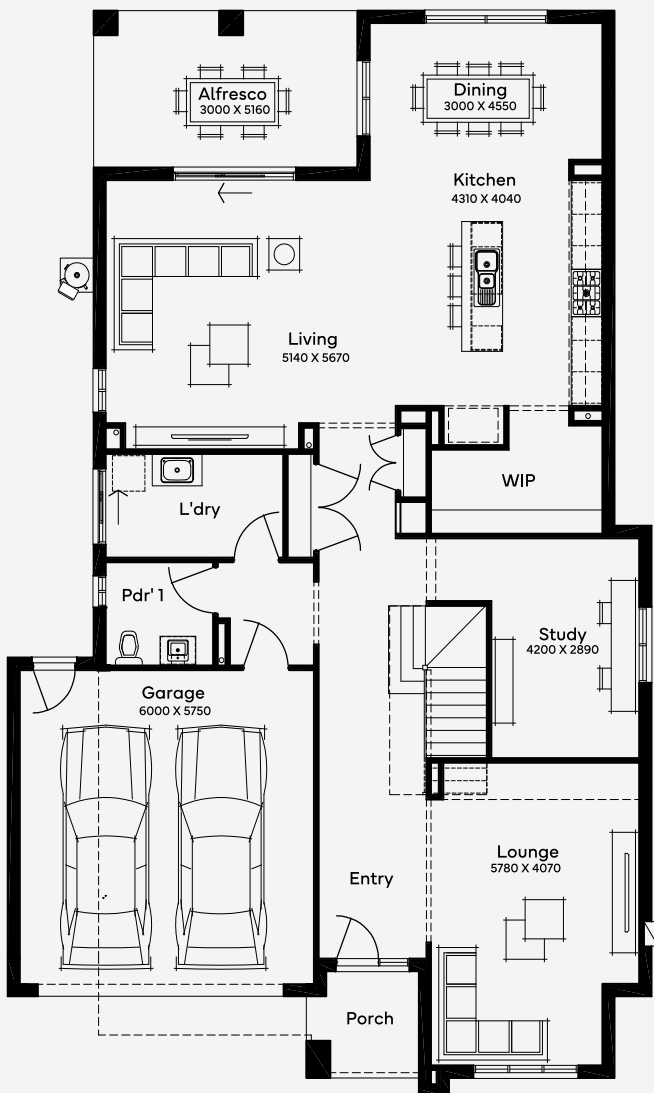 Alfresco
3000 X 5160
Dining
3000 X 4550
Kitchen
4310 X 4040
Living
5140 X 5670
WIP
L'dry
Pdr' 1
Study
4200 X 2890
Garage
6000 X 5750
Lounge
5780 X 4070
Entry
Porch